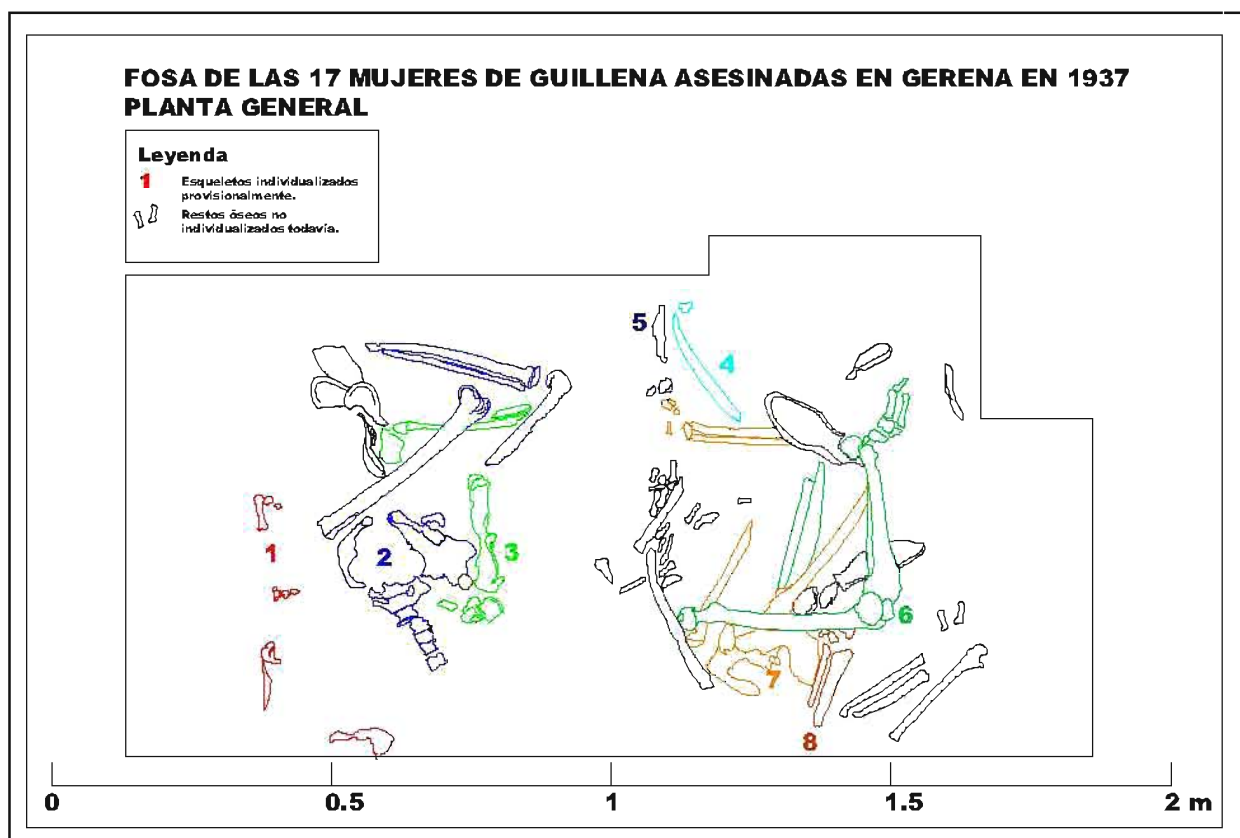 FOSA DE LAS 17 MUJERES DE GUILLENA ASESINADAS EN GERENA EN 1937
PLANTA GENERAL
Leyenda
1 Esqueletos individualizados
provisionalmente.
Restos óseos no
individualizados todavía.
5
4
1
2
3
6
7
8
0 0.5 1 1.5 2 m